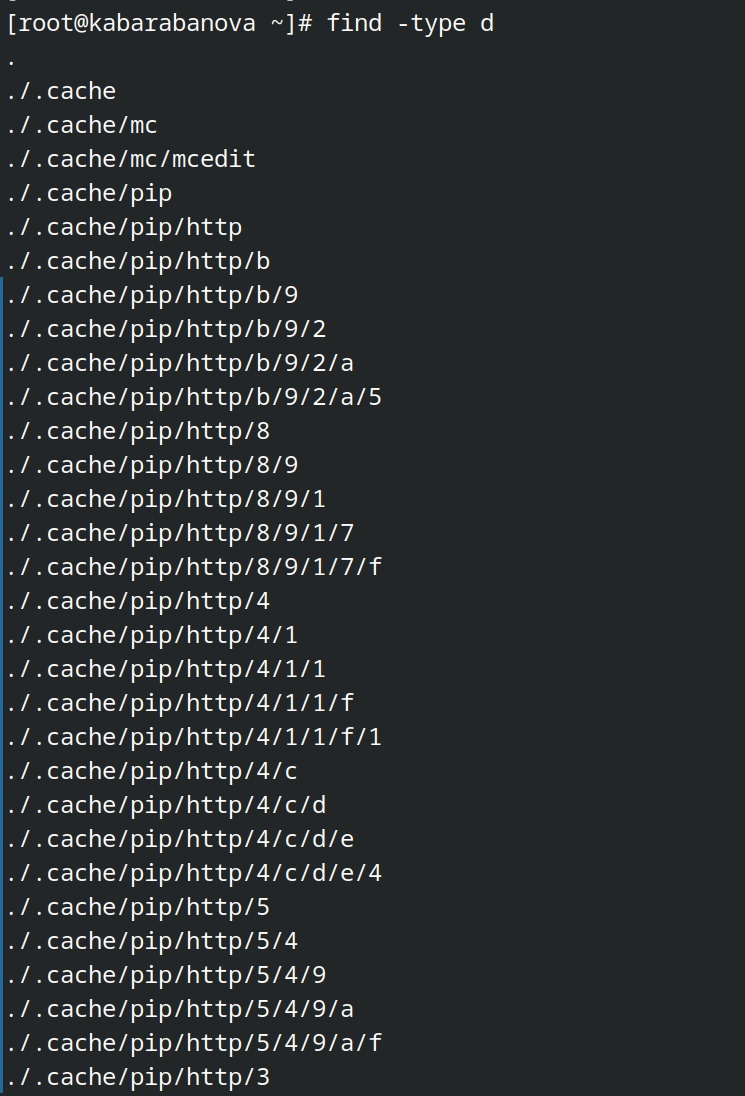 [root@kabarabanova ~]# find -type d
.
./.cache
./.cache/mc
./.cache/mc/mcedit
./.cache/pip
./.cache/pip/http
./.cache/pip/http/b
./.cache/pip/http/b/9
./.cache/pip/http/b/9/2
./.cache/pip/http/b/9/2/a
./.cache/pip/http/b/9/2/a/5
./.cache/pip/http/8
./.cache/pip/http/8/9
./.cache/pip/http/8/9/1
./.cache/pip/http/8/9/1/7
./.cache/pip/http/8/9/1/7/f
./.cache/pip/http/4
./.cache/pip/http/4/1
./.cache/pip/http/4/1/1
./.cache/pip/http/4/1/1/f
./.cache/pip/http/4/1/1/f/1
./.cache/pip/http/4/c
./.cache/pip/http/4/c/d
./.cache/pip/http/4/c/d/e
./.cache/pip/http/4/c/d/e/4
./.cache/pip/http/5
./.cache/pip/http/5/4
./.cache/pip/http/5/4/9
./.cache/pip/http/5/4/9/a
./.cache/pip/http/5/4/9/a/f
./.cache/pip/http/3